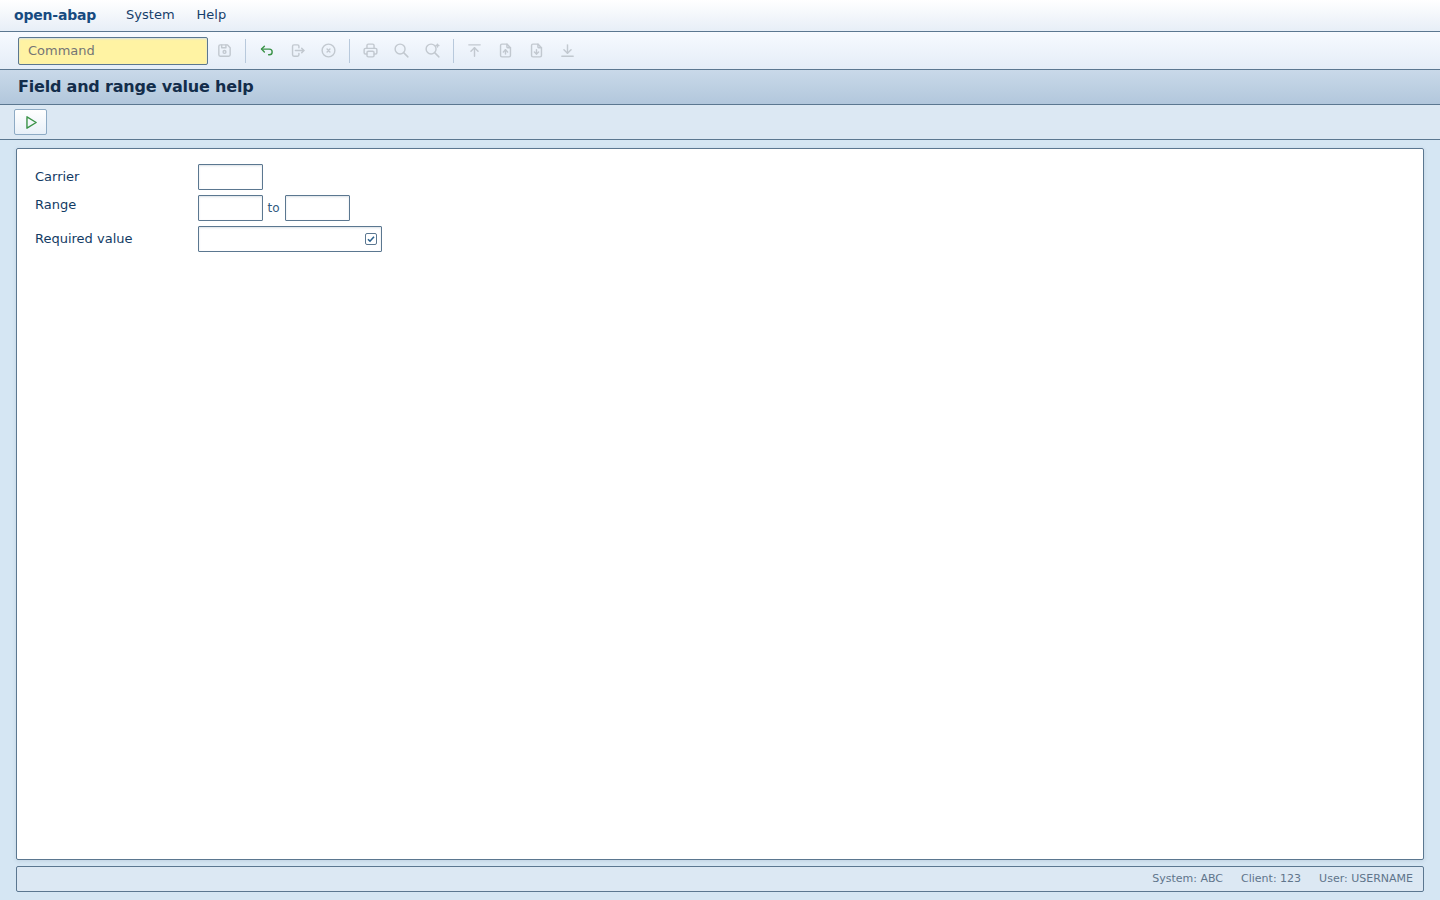 open-abap System Help
Command
Field and range value help
Carrier
Range to
Required value
System: ABC Client: 123 User: USERNAME